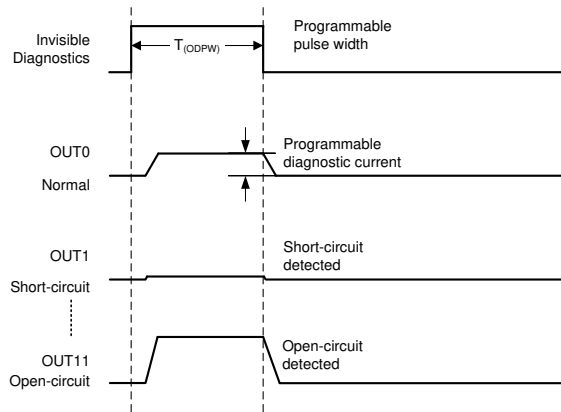 Invisible
Diagnostics
T(ODPW)
Programmable
pulse width
OUT0
Normal
Programmable
diagnostic current
OUT1
Short-circuit
Short-circuit
detected
OUT11
Open-circuit
Open-circuit
detected